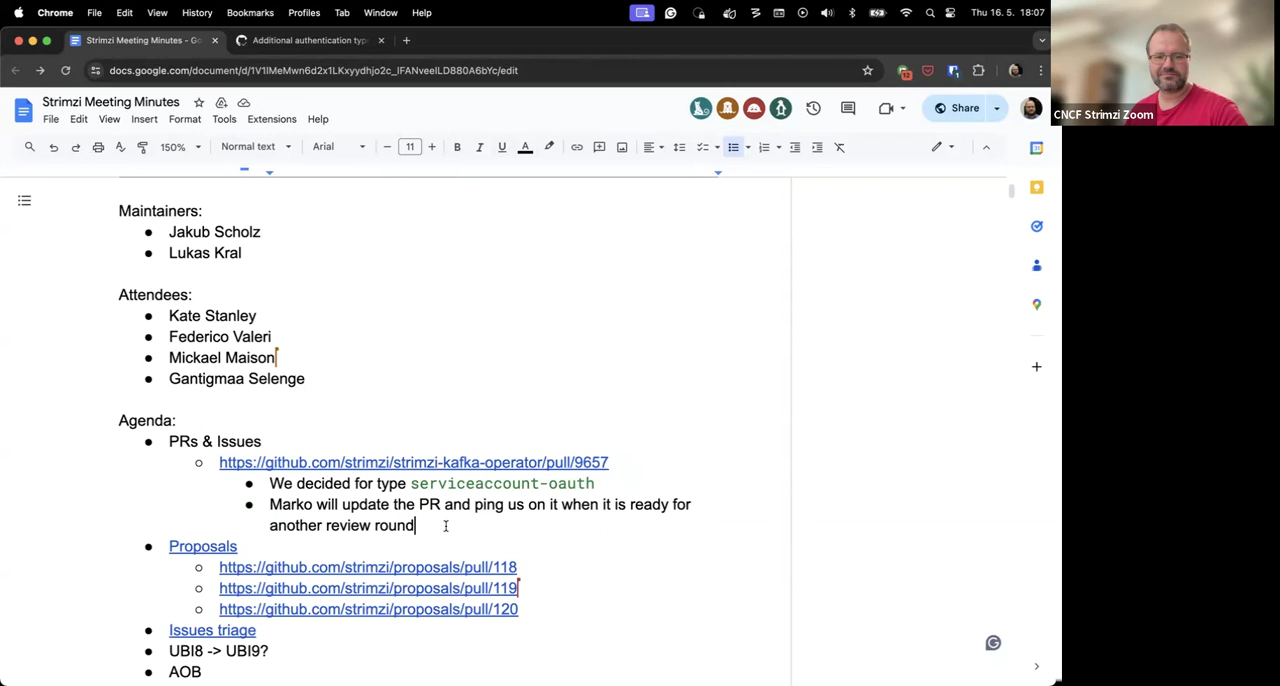 Chrome File Edit View History Bookmarks Profiles Tab Window Help Thu 16. 5. 18:07
Strimzi Meeting Minutes - Go Additional authentication typ
docs.google.com/document/d/1V1lMeMwn6d2x1LKxyydhjo2c_lFANveelLD880A6bYc/edit
12
Strimzi Meeting Minutes
Share
CNCF Strimzi Zoom
File Edit View Insert Format Tools Extensions Help
150% Normal text Arial 11 B I U A
Maintainers:
● Jakub Scholz
● Lukas Kral
Attendees:
● Kate Stanley
● Federico Valeri
● Mickael Maison
● Gantigmaa Selenge
Agenda:
● PRs & Issues
○ https://github.com/strimzi/strimzi-kafka-operator/pull/9657
● We decided for type serviceaccount-oauth
● Marko will update the PR and ping us on it when it is ready for
another review round
● Proposals
○ https://github.com/strimzi/proposals/pull/118
○ https://github.com/strimzi/proposals/pull/119
○ https://github.com/strimzi/proposals/pull/120
● Issues triage
● UBI8 -> UBI9?
● AOB